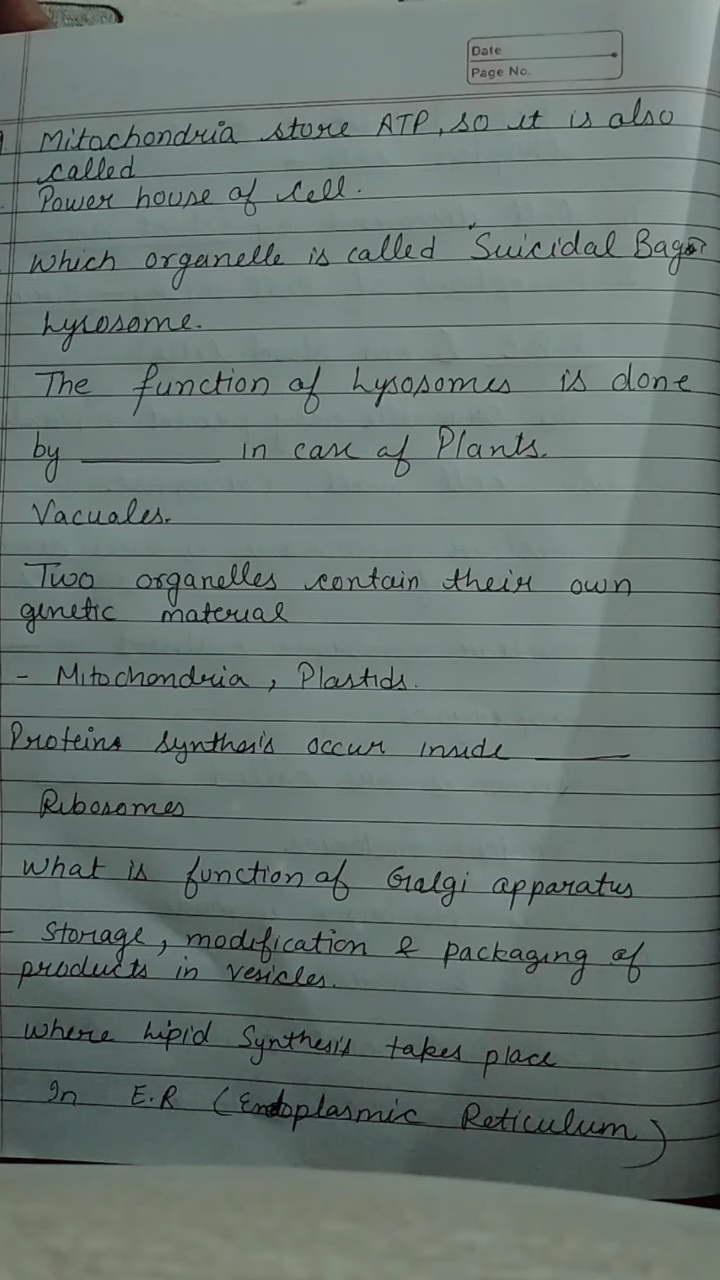 Date
Page No.
Mitochondria store ATP, so it is also
called
Power house of Cell.
Which organelle is called "Suicidal Bags?
Lysosome.
The function of Lysosomes is done
by ______ in case of Plants.
Vacuales.
Two organelles contain their own
genetic material
- Mitochondria, Plastids.
Proteins synthesis occur inside ______
Ribosomes
What is function of Golgi apparatus
- Storage, modification & packaging of
products in vesicles.
Where Lipid Synthesis takes place
In E.R (Endoplasmic Reticulum)